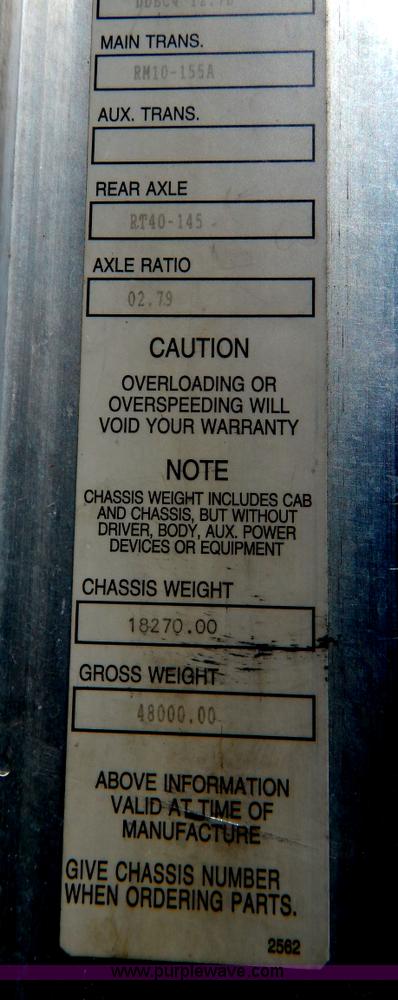 MAIN TRANS.
RM10-155A
AUX. TRANS.
REAR AXLE
RT40-145
AXLE RATIO
02.79
CAUTION
OVERLOADING OR
OVERSPEEDING WILL
VOID YOUR WARRANTY
NOTE
CHASSIS WEIGHT INCLUDES CAB
AND CHASSIS, BUT WITHOUT
DRIVER, BODY, AUX. POWER
DEVICES OR EQUIPMENT
CHASSIS WEIGHT
18270.00
GROSS WEIGHT
48000.00
ABOVE INFORMATION
VALID AT TIME OF
MANUFACTURE
GIVE CHASSIS NUMBER
WHEN ORDERING PARTS.
2562
www.purplewave.com